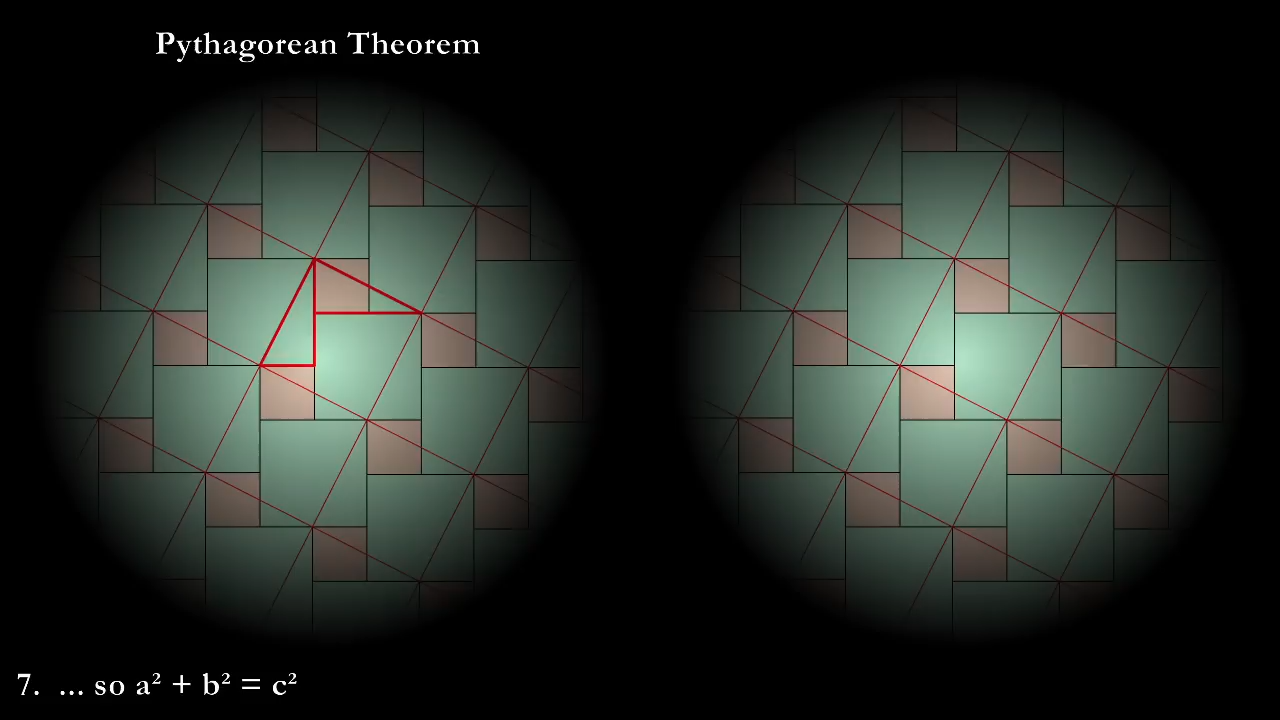 Pythagorean Theorem
7. ... so a² + b² = c²